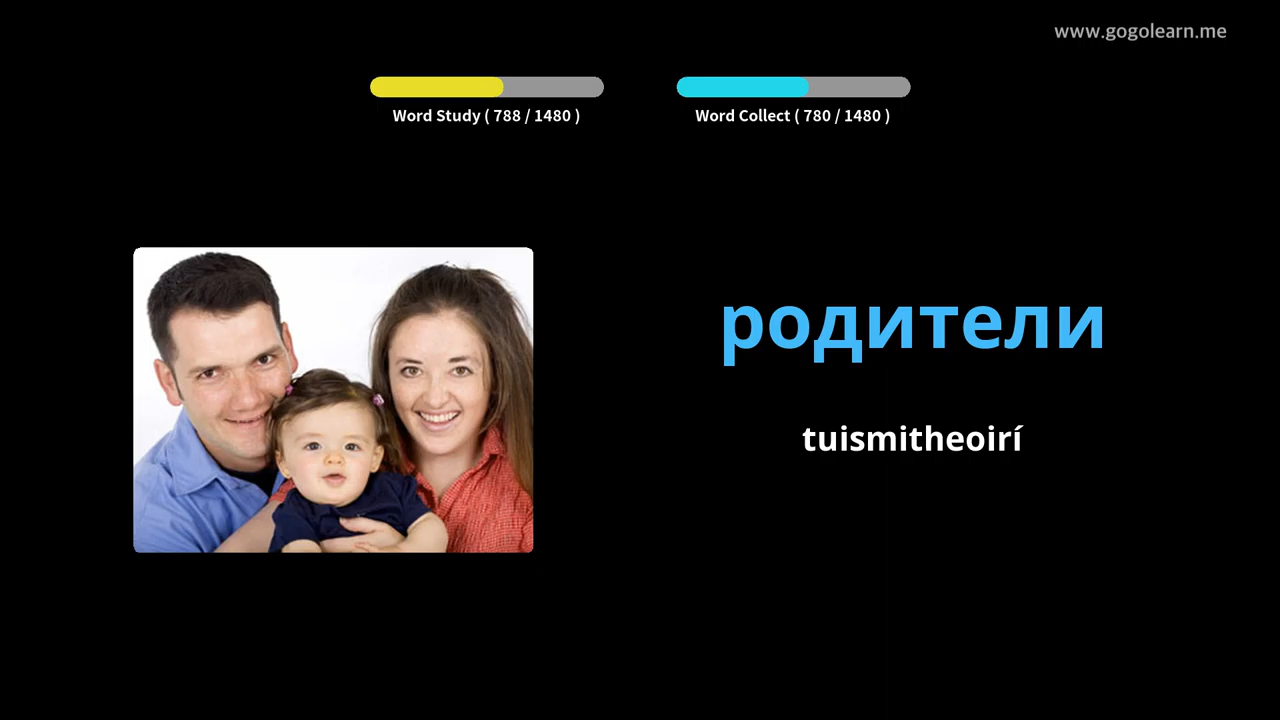 www.gogolearn.me
Word Study ( 788 / 1480 )
Word Collect ( 780 / 1480 )
родители
tuismitheoirí